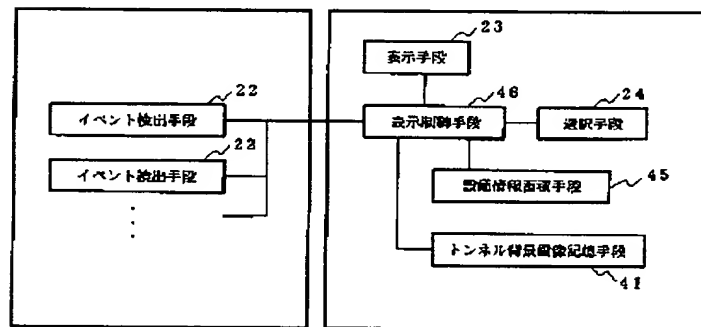 23
表示手段
22
イベント検出手段
46
表示制御手段
24
選択手段
22
イベント検出手段
設備情報画積手段
45
トンネル背景画像記憶手段
41